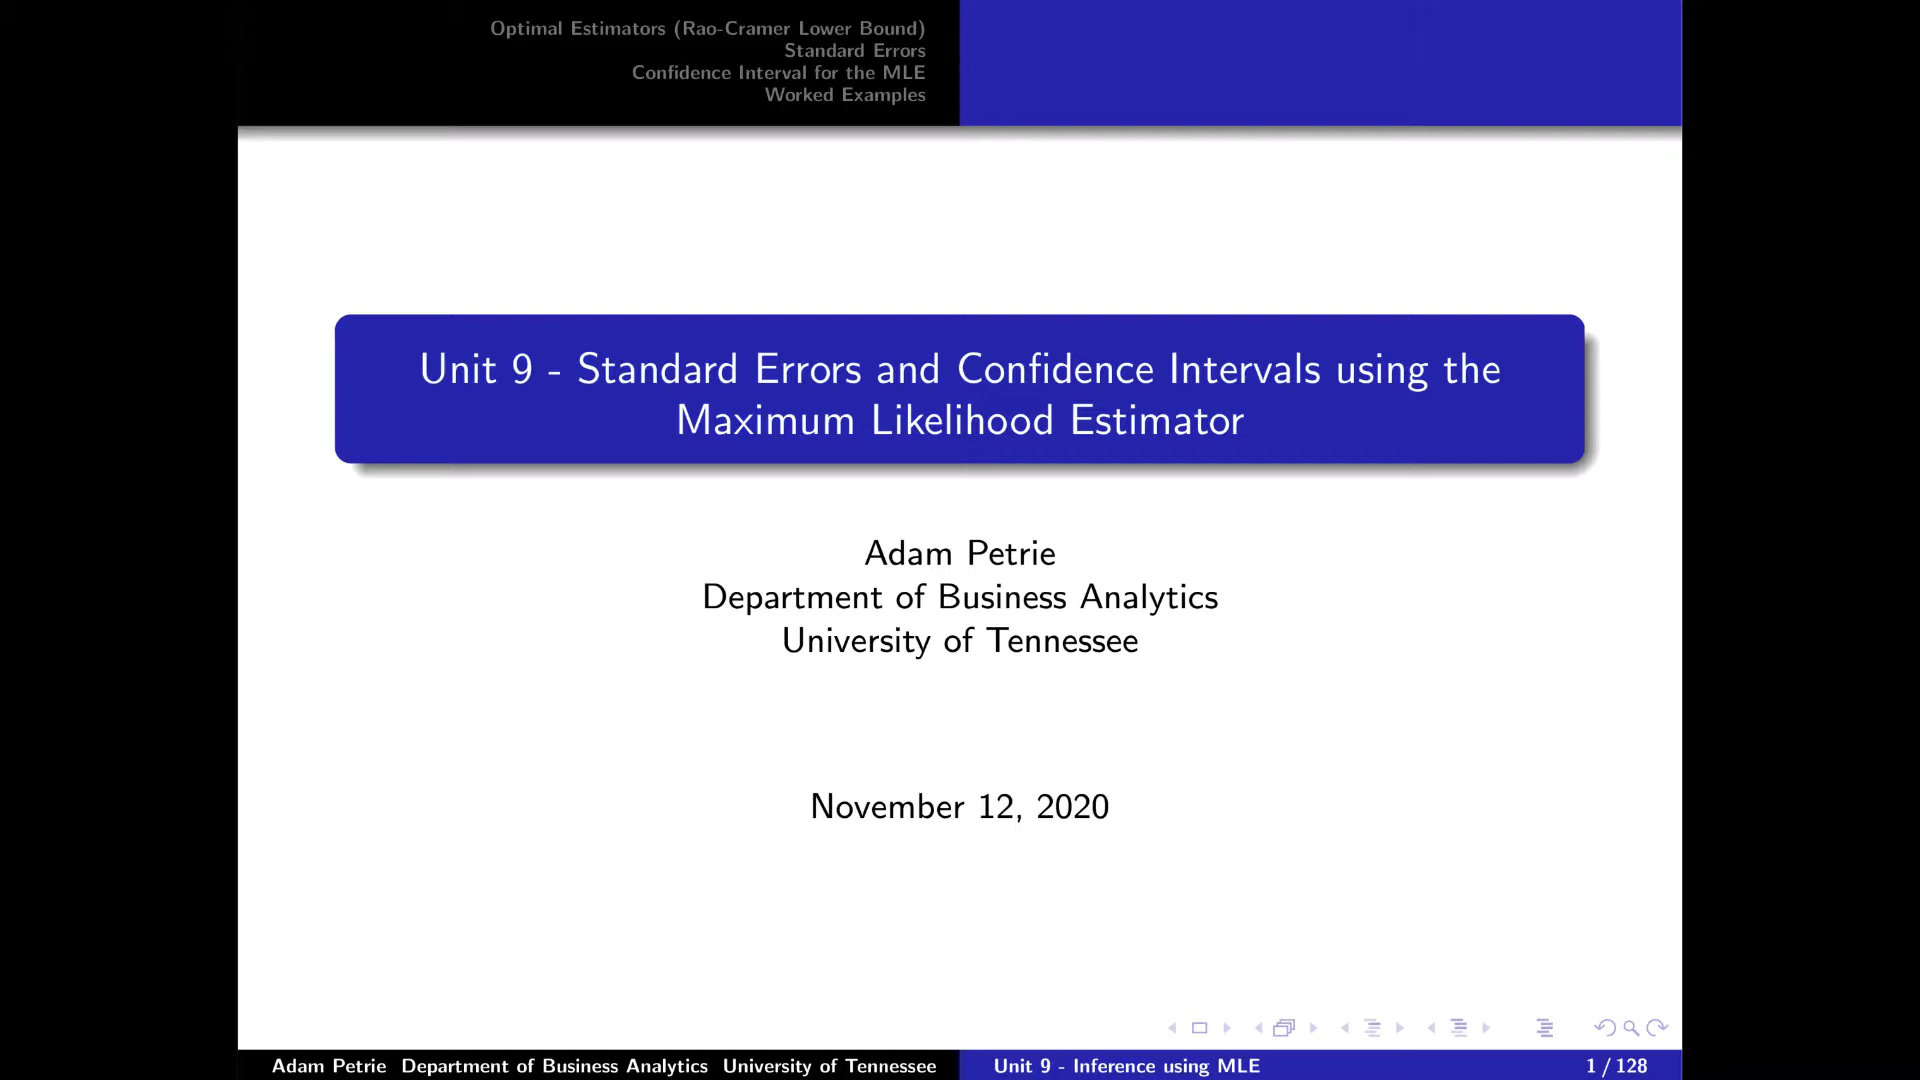 Optimal Estimators (Rao-Cramer Lower Bound)
Standard Errors
Confidence Interval for the MLE
Worked Examples
Unit 9 - Standard Errors and Confidence Intervals using the
Maximum Likelihood Estimator
Adam Petrie
Department of Business Analytics
University of Tennessee
November 12, 2020
Adam Petrie Department of Business Analytics University of Tennessee
Unit 9 - Inference using MLE
1 / 128